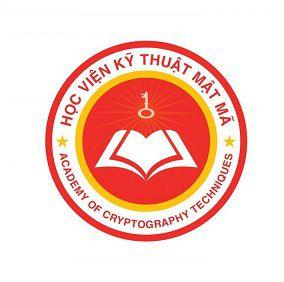 HỌC VIỆN KỸ THUẬT MẬT MÃ
ACADEMY OF CRYPTOGRAPHY TECHNIQUES